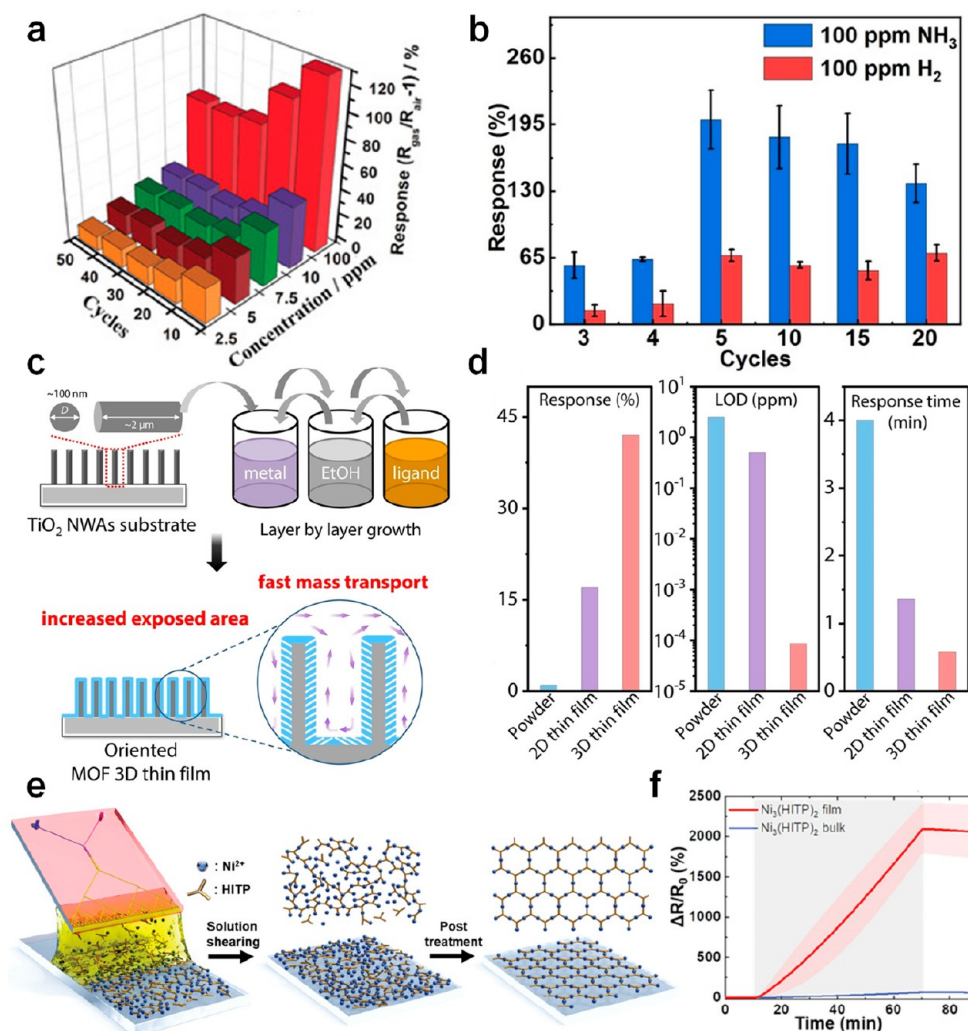 a
Response (R_gas/R_air-1) / %
120
100
80
60
40
20
0
50
40
30
20
10
Cycles
2.5
5
7.5
10
100
Concentration / ppm
b
100 ppm NH₃
100 ppm H₂
Response (%)
260
195
130
65
0
3 4 5 10 15 20
Cycles
c
~100 nm
D
~2 μm
metal
EtOH
ligand
TiO₂ NWAs substrate
Layer by layer growth
fast mass transport
increased exposed area
Oriented
MOF 3D thin film
d
Response (%)
45
30
15
0
Powder
2D thin film
3D thin film
LOD (ppm)
10¹
10⁰
10⁻¹
10⁻²
10⁻³
10⁻⁴
10⁻⁵
Powder
2D thin film
3D thin film
Response time
(min)
4
2
0
Powder
2D thin film
3D thin film
e
: Ni²⁺
: HITP
Solution
shearing
Post
treatment
f
Ni₃(HITP)₂ film
Ni₃(HITP)₂ bulk
ΔR/R₀ (%)
2500
2000
1500
1000
500
0
0 20 40 60 80
Time (min)